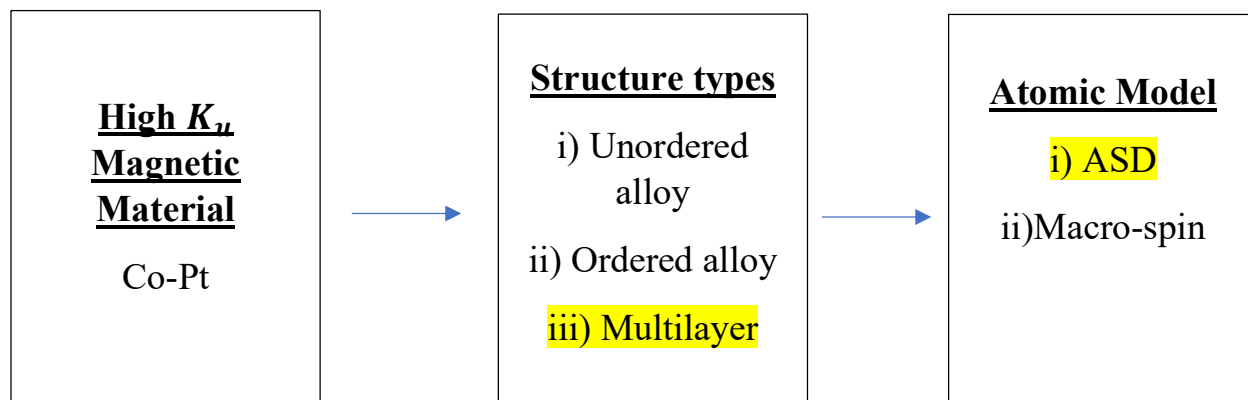 High K_u
Magnetic
Material
Co-Pt
Structure types
i) Unordered
alloy
ii) Ordered alloy
iii) Multilayer
Atomic Model
i) ASD
ii)Macro-spin